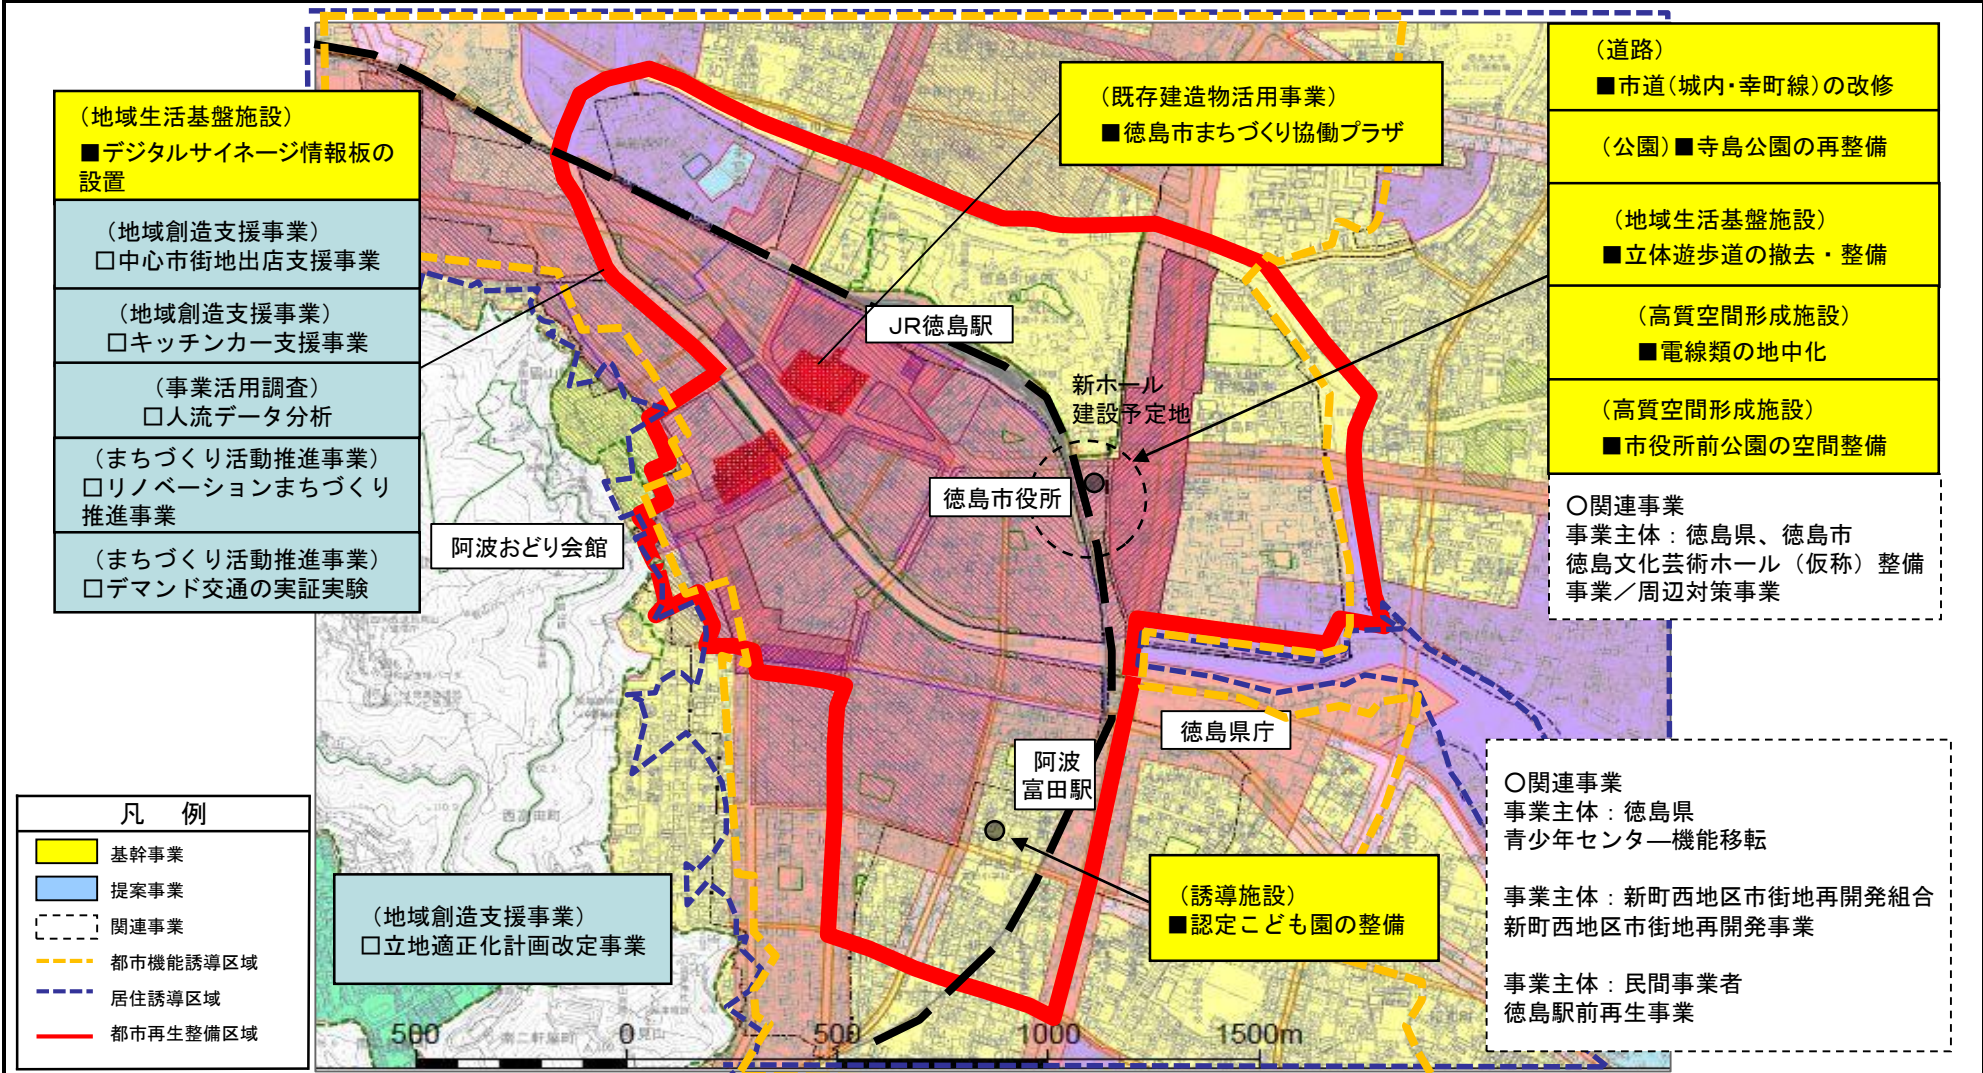 (地域生活基盤施設)
■デジタルサイネージ情報板の
設置
(地域創造支援事業)
□中心市街地出店支援事業
(地域創造支援事業)
□キッチンカー支援事業
(事業活用調査)
□人流データ分析
(まちづくり活動推進事業)
□リノベーションまちづくり
推進事業
(まちづくり活動推進事業)
□デマンド交通の実証実験
(既存建造物活用事業)
■徳島市まちづくり協働プラザ
(道路)
■市道(城内・幸町線)の改修
(公園)■寺島公園の再整備
(地域生活基盤施設)
■立体遊歩道の撤去・整備
(高質空間形成施設)
■電線類の地中化
(高質空間形成施設)
■市役所前公園の空間整備
〇関連事業
事業主体：徳島県、徳島市
徳島文化芸術ホール（仮称）整備
事業／周辺対策事業
JR徳島駅
新ホール
建設予定地
徳島市役所
阿波おどり会館
徳島県庁
阿波
富田駅
〇関連事業
事業主体：徳島県
青少年センタ―機能移転
事業主体：新町西地区市街地再開発組合
新町西地区市街地再開発事業
事業主体：民間事業者
徳島駅前再生事業
(誘導施設)
■認定こども園の整備
(地域創造支援事業)
□立地適正化計画改定事業
凡　例
基幹事業
提案事業
関連事業
都市機能誘導区域
居住誘導区域
都市再生整備区域
西富田町
南二軒屋町
500 0 500 1000 1500m